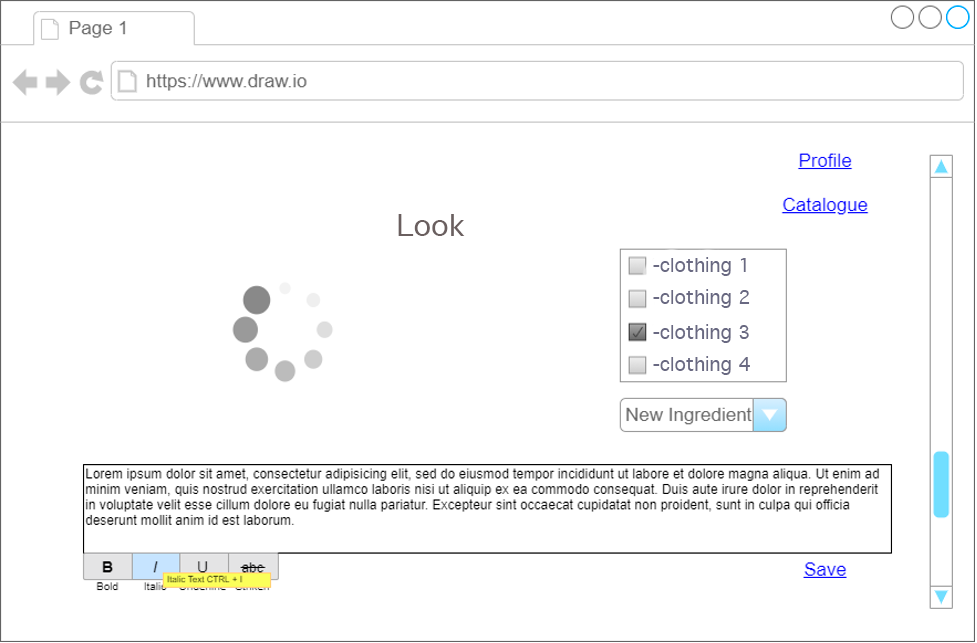 Page 1
https://www.draw.io
Profile
Catalogue
Look
-clothing 1
-clothing 2
-clothing 3
-clothing 4
New Ingredient
Lorem ipsum dolor sit amet, consectetur adipisicing elit, sed do eiusmod tempor incididunt ut labore et dolore magna aliqua. Ut enim ad
minim veniam, quis nostrud exercitation ullamco laboris nisi ut aliquip ex ea commodo consequat. Duis aute irure dolor in reprehenderit
in voluptate velit esse cillum dolore eu fugiat nulla pariatur. Excepteur sint occaecat cupidatat non proident, sunt in culpa qui officia
deserunt mollit anim id est laborum.
B I U abc
Italic Text CTRL + I
Bold
Save